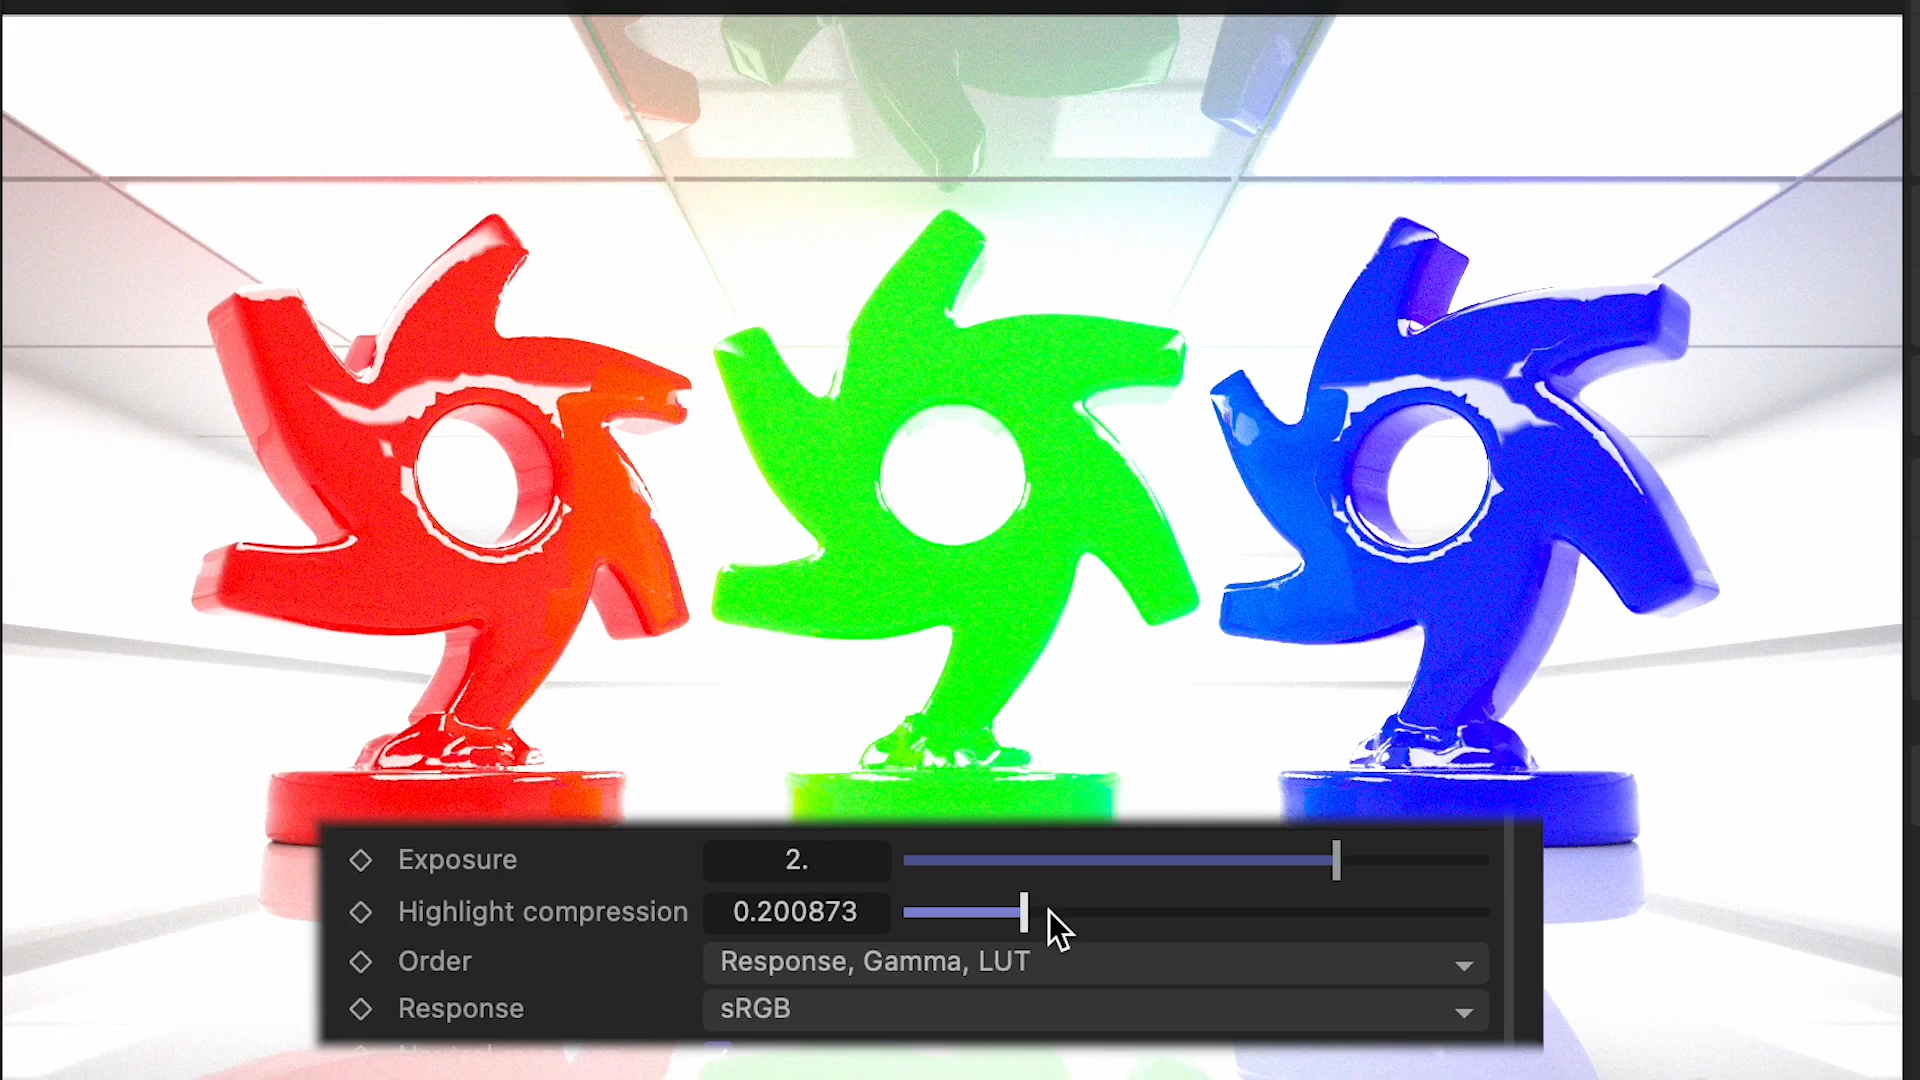 Exposure 2.
Highlight compression 0.200873
Order Response, Gamma, LUT
Response sRGB